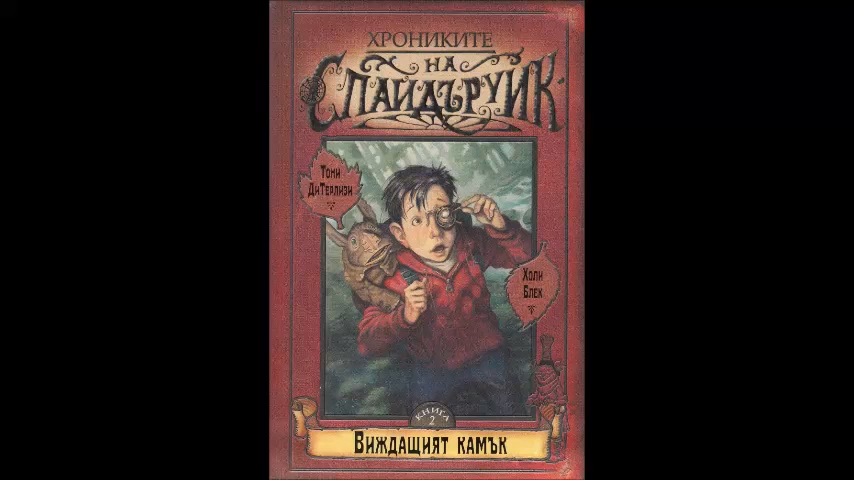 ХРОНИКИТЕ
НА
СПАЙДЪРУИК
Тони
ДиТерлизи
Холи
Блек
КНИГА
2
Виждащият камък